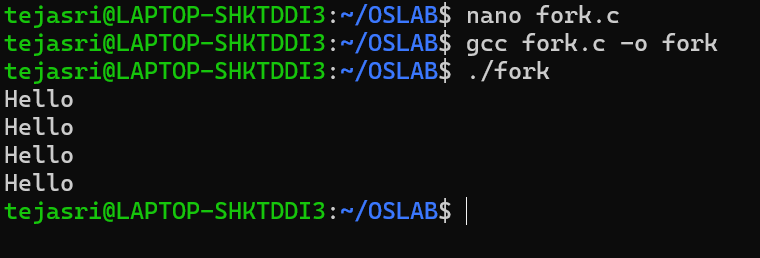 tejasri@LAPTOP-SHKTDDI3:~/OSLAB$ nano fork.c
tejasri@LAPTOP-SHKTDDI3:~/OSLAB$ gcc fork.c -o fork
tejasri@LAPTOP-SHKTDDI3:~/OSLAB$ ./fork
Hello
Hello
Hello
Hello
tejasri@LAPTOP-SHKTDDI3:~/OSLAB$